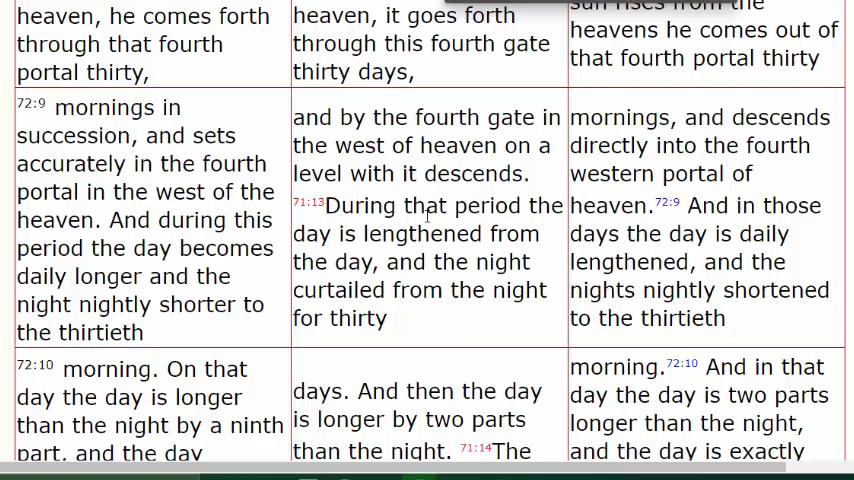 heaven, he comes forth
through that fourth
portal thirty,
heaven, it goes forth
through this fourth gate
thirty days,
sun rises from the
heavens he comes out of
that fourth portal thirty
72:9 mornings in
succession, and sets
accurately in the fourth
portal in the west of the
heaven. And during this
period the day becomes
daily longer and the
night nightly shorter to
the thirtieth
and by the fourth gate in
the west of heaven on a
level with it descends.
71:13During that period the
day is lengthened from
the day, and the night
curtailed from the night
for thirty
mornings, and descends
directly into the fourth
western portal of
heaven.72:9 And in those
days the day is daily
lengthened, and the
nights nightly shortened
to the thirtieth
72:10 morning. On that
day the day is longer
than the night by a ninth
part, and the day
days. And then the day
is longer by two parts
than the night. 71:14The
morning.72:10 And in that
day the day is two parts
longer than the night,
and the day is exactly